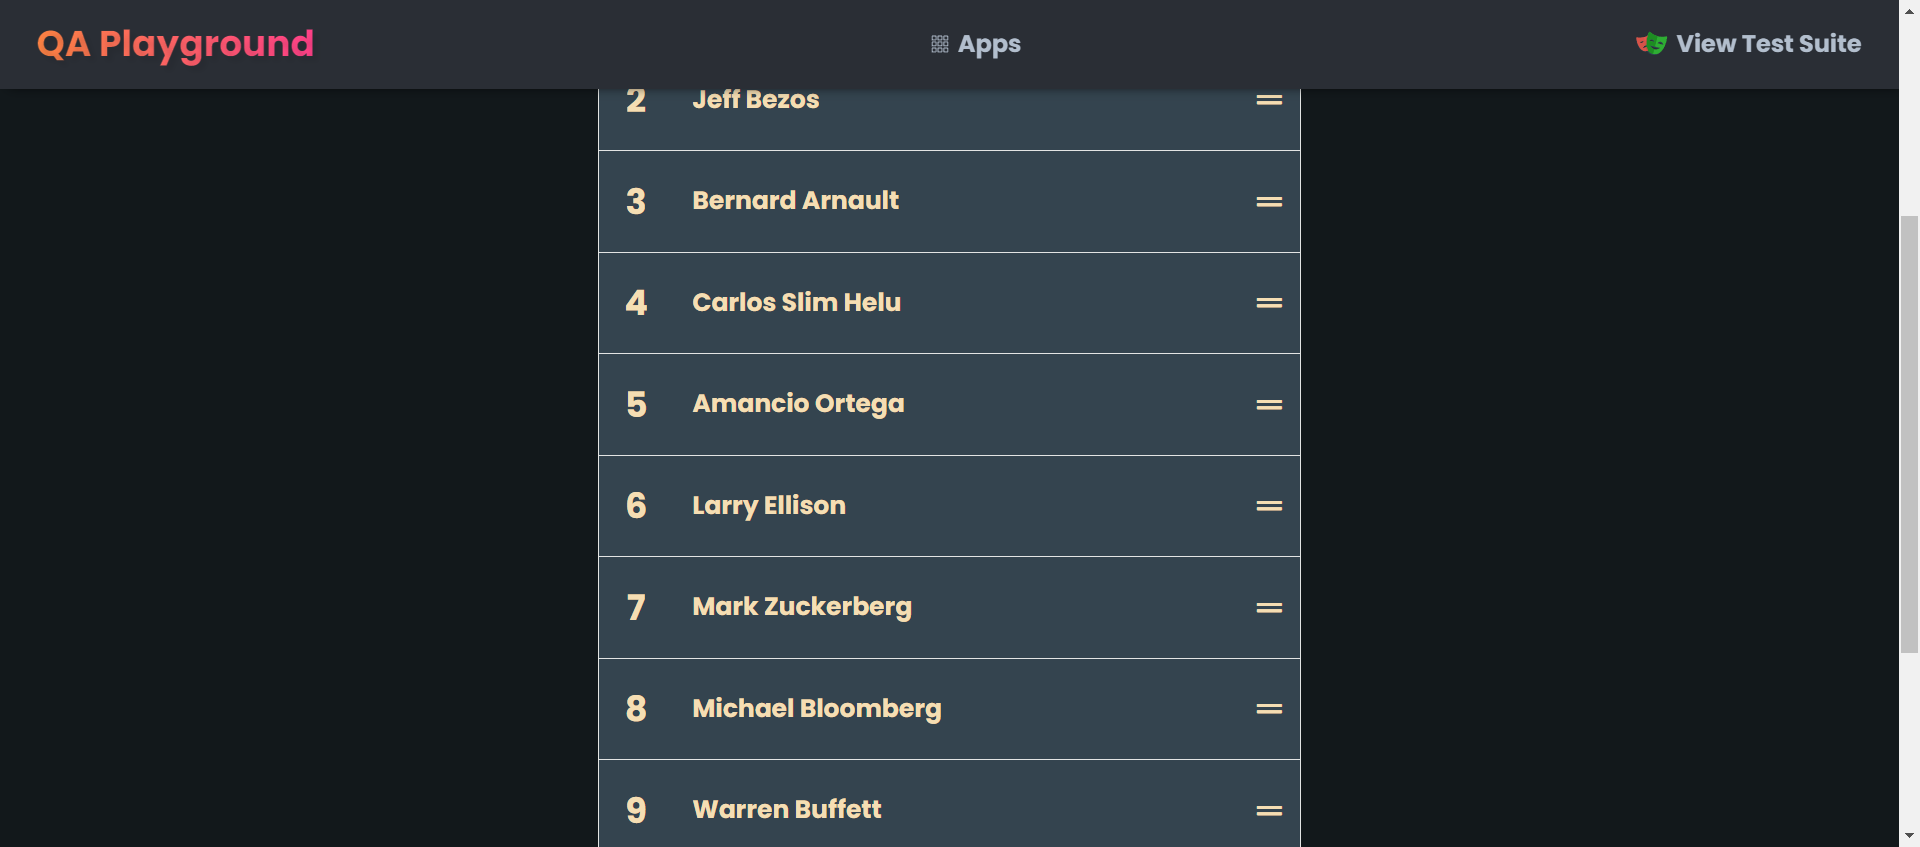 QA Playground
Apps
View Test Suite
2 Jeff Bezos
3 Bernard Arnault
4 Carlos Slim Helu
5 Amancio Ortega
6 Larry Ellison
7 Mark Zuckerberg
8 Michael Bloomberg
9 Warren Buffett